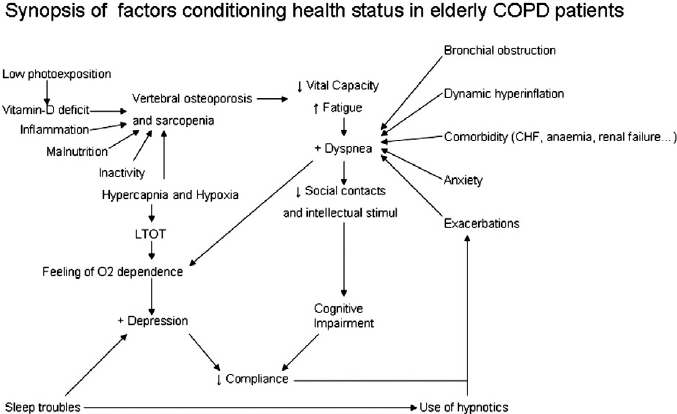 Synopsis of factors conditioning health status in elderly COPD patients
Bronchial obstruction
Low photoexposition
↓ Vital Capacity
Vertebral osteoporosis
Dynamic hyperinflation
Vitamin-D deficit
↑ Fatigue
and sarcopenia
Inflammation
Comorbidity (CHF, anaemia, renal failure...)
Malnutrition
+ Dyspnea
Inactivity
Anxiety
Hypercapnia and Hypoxia
↓ Social contacts
and intellectual stimul
Exacerbations
LTOT
Feeling of O2 dependence
Cognitive
Impairment
+ Depression
↓ Compliance
Sleep troubles
Use of hypnotics